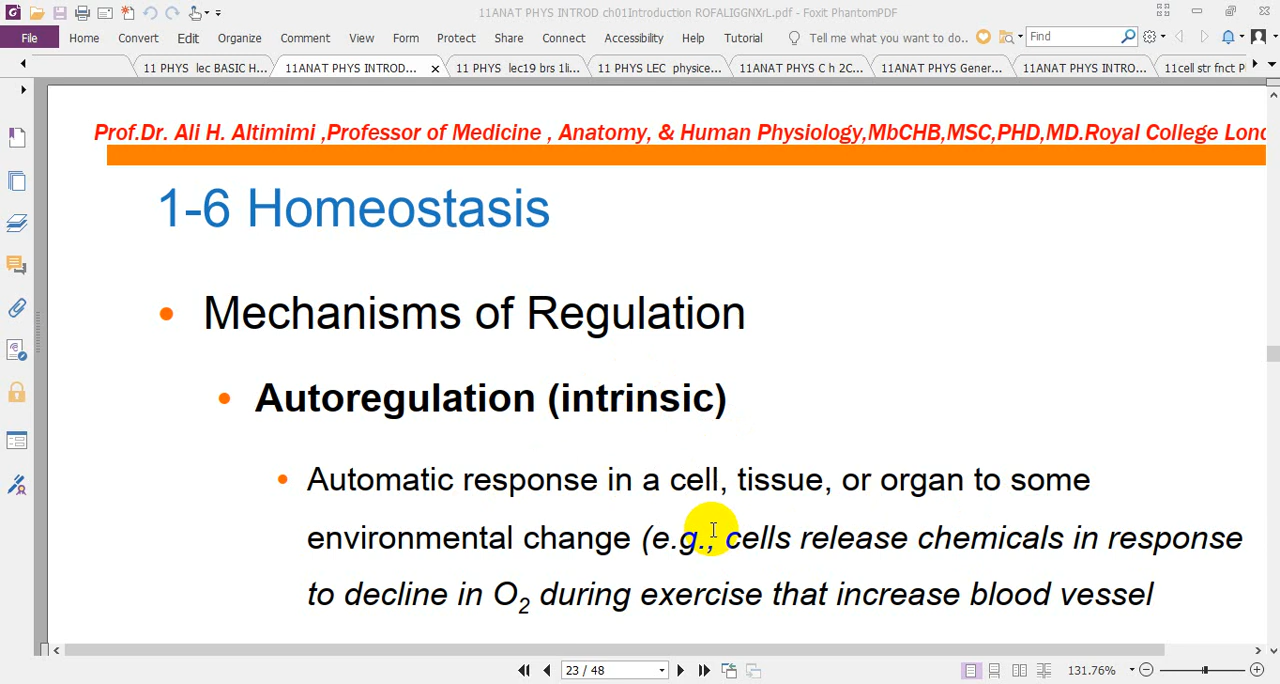 11ANAT PHYS INTROD ch01Introduction ROFALIGGNXrL.pdf - Foxit PhantomPDF
File Home Convert Edit Organize Comment View Form Protect Share Connect Accessibility Help Tutorial Tell me what you want to do.. Find
11 PHYS lec BASIC H... 11ANAT PHYS INTROD... 11 PHYS lec19 brs 1li... 11 PHYS LEC physice... 11ANAT PHYS C h 2C... 11ANAT PHYS Gener... 11ANAT PHYS INTRO... 11cell str fnct P
Prof.Dr. Ali H. Altimimi ,Professor of Medicine , Anatomy, & Human Physiology,MbCHB,MSC,PHD,MD.Royal College Lond
1-6 Homeostasis
• Mechanisms of Regulation
• Autoregulation (intrinsic)
• Automatic response in a cell, tissue, or organ to some
environmental change (e.g., cells release chemicals in response
to decline in O2 during exercise that increase blood vessel
23 / 48 131.76%